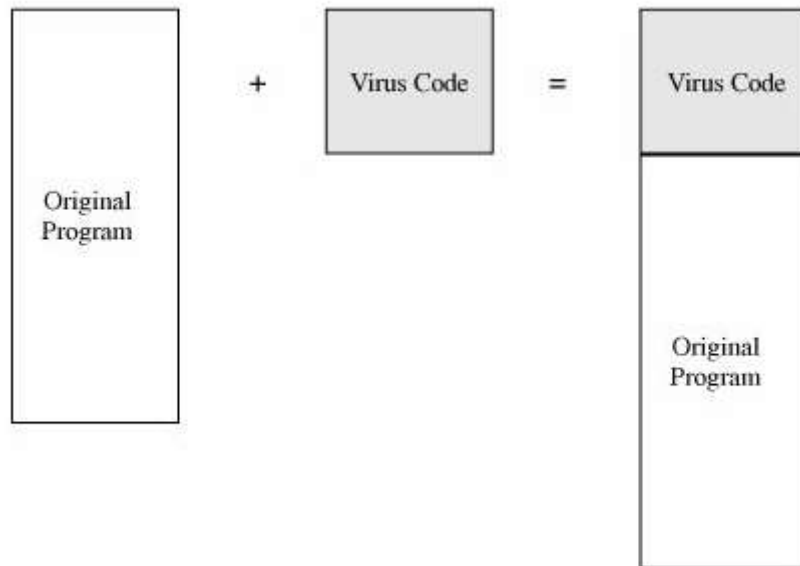 +
Virus Code
=
Virus Code
Original
Program
Original
Program